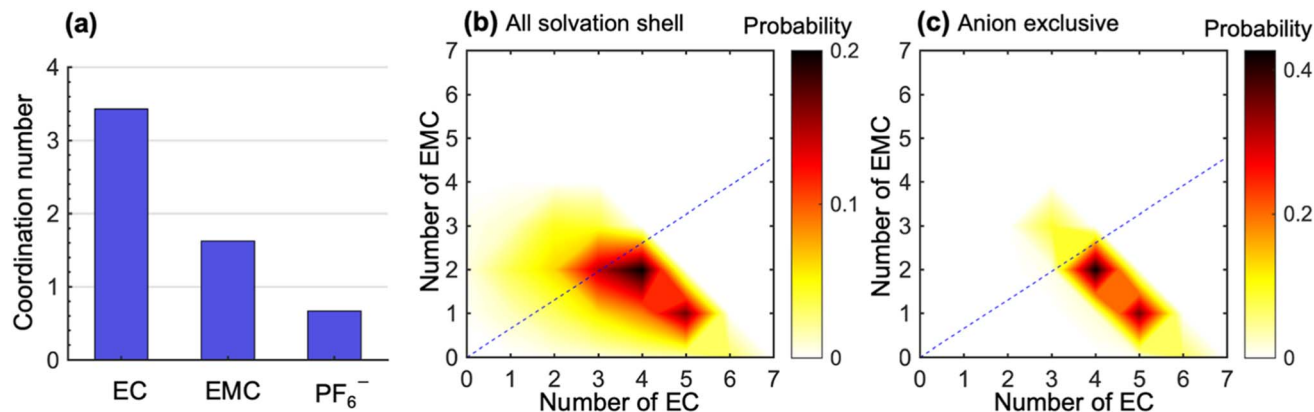 (a)
Coordination number
4
3
2
1
0
EC
EMC
PF6−
(b) All solvation shell
Probability
Number of EMC
7
6
5
4
3
2
1
0
0 1 2 3 4 5 6 7
Number of EC
0.2
0.1
0
(c) Anion exclusive
Probability
Number of EMC
7
6
5
4
3
2
1
0
0 1 2 3 4 5 6 7
Number of EC
0.4
0.2
0